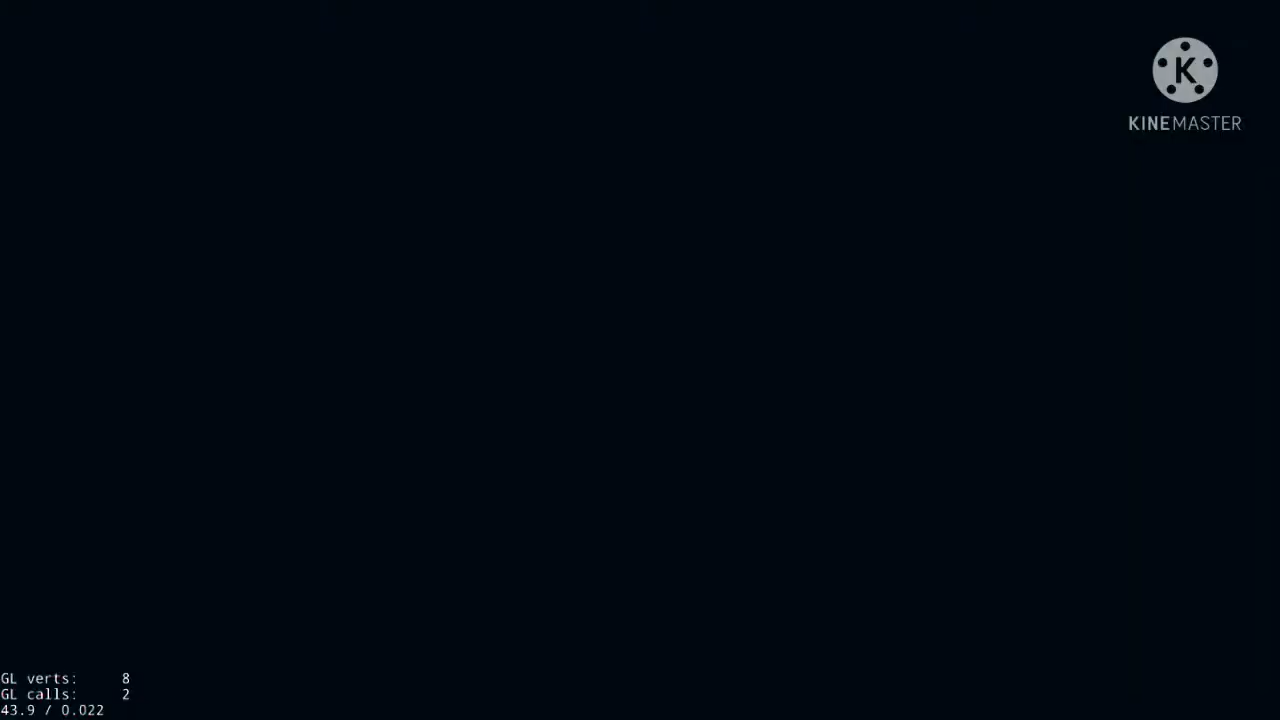 K
KINEMASTER
GL verts: 8
GL calls: 2
43.9 / 0.022